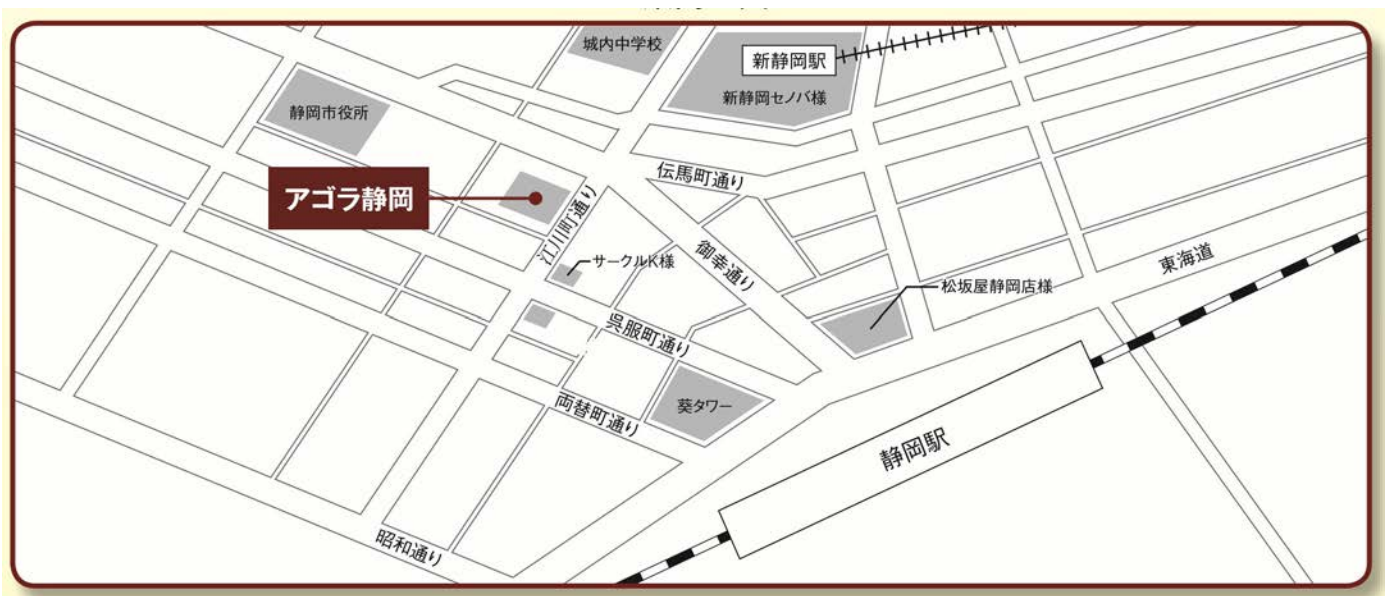 城内中学校
新静岡駅
新静岡セノバ様
静岡市役所
伝馬町通り
アゴラ静岡
江川町通り
サークルK様
御幸通り
東海道
松坂屋静岡店様
呉服町通り
葵タワー
両替町通り
静岡駅
昭和通り